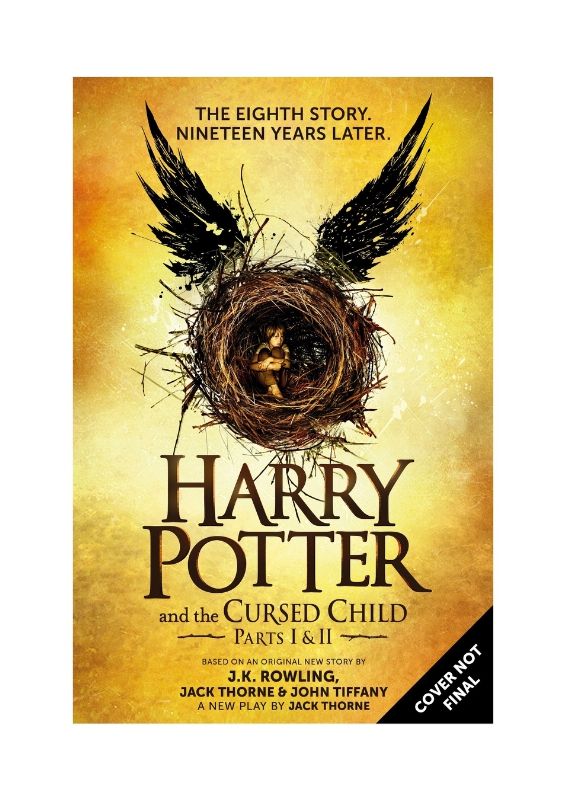 THE EIGHTH STORY.
NINETEEN YEARS LATER.
HARRY
POTTER
and the CURSED CHILD
PARTS I & II
BASED ON AN ORIGINAL NEW STORY BY
J.K. ROWLING,
JACK THORNE & JOHN TIFFANY
A NEW PLAY BY JACK THORNE
COVER NOT
FINAL